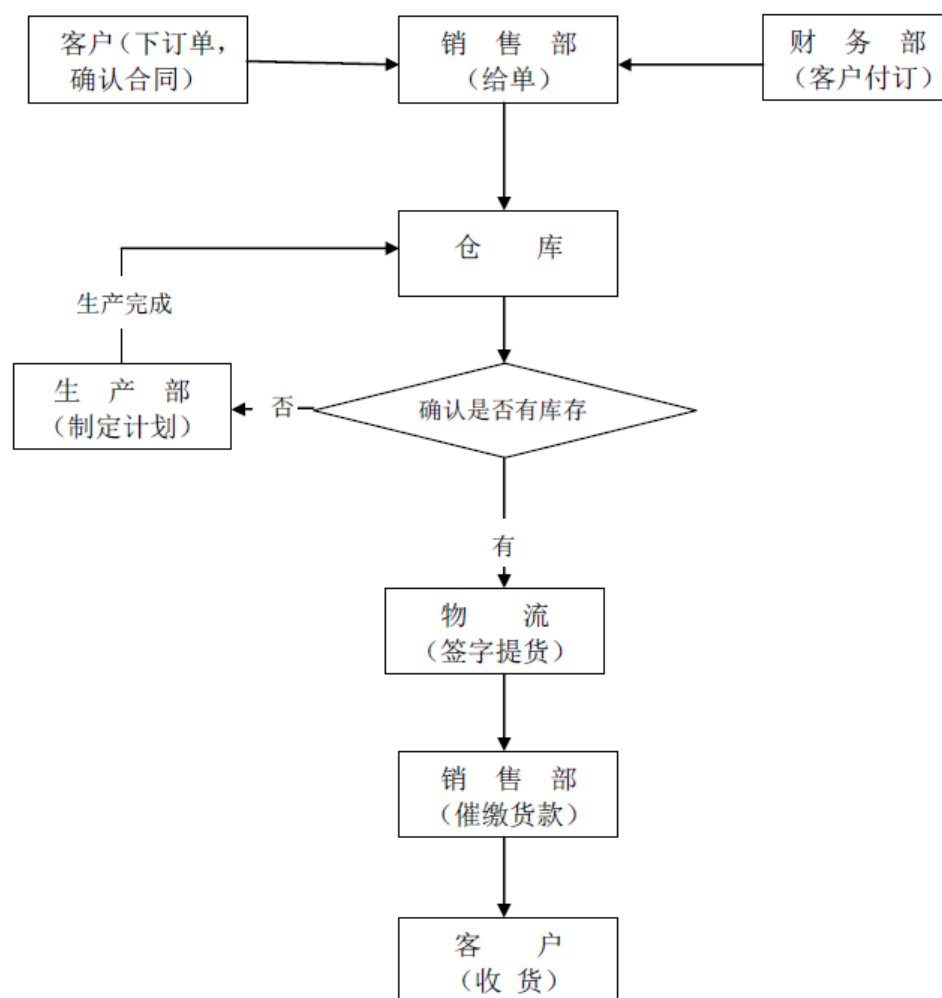 客户（下订单，
确认合同）
销 售 部
（给单）
财 务 部
（客户付订）
仓 库
生产完成
生 产 部
（制定计划）
否
确认是否有库存
有
物 流
（签字提货）
销 售 部
（催缴货款）
客 户
（收 货）